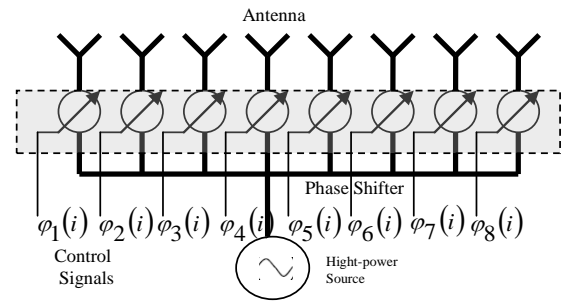 Antenna
Phase Shifter
φ1(i) φ2(i) φ3(i) φ4(i) φ5(i) φ6(i) φ7(i) φ8(i)
Control
Signals
Hight-power
Source